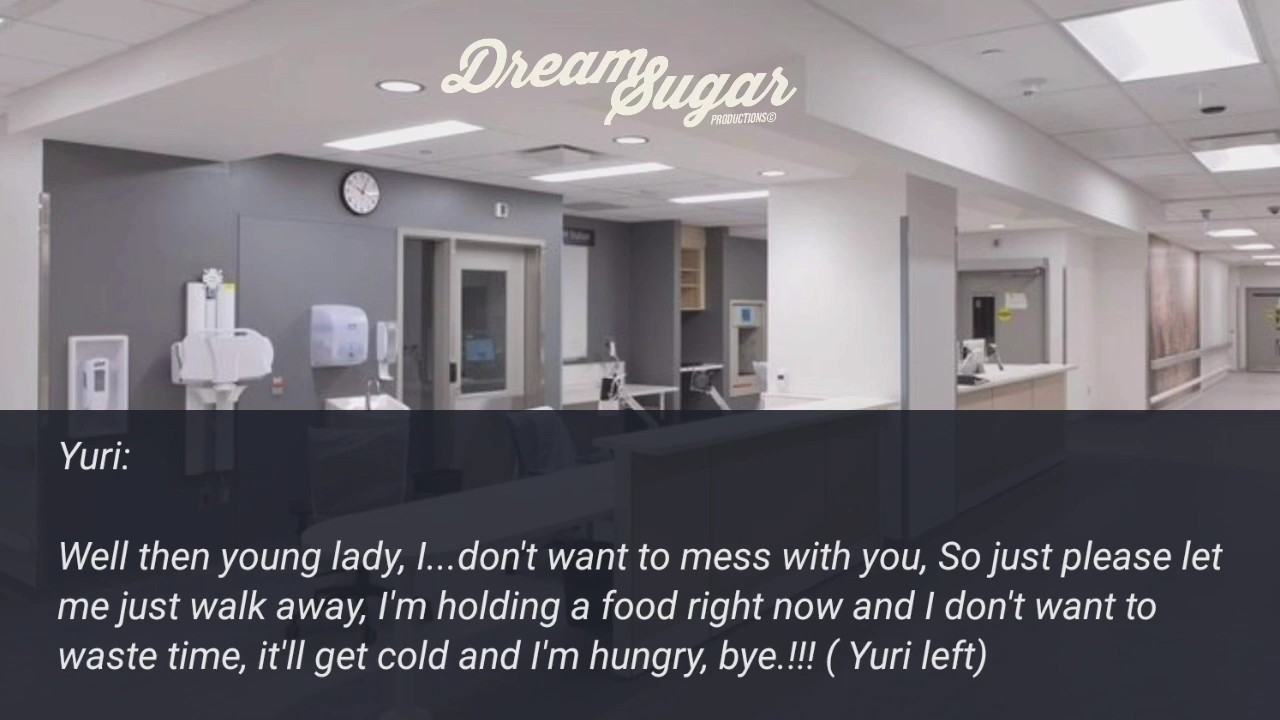 Dream Sugar
PRODUCTIONS©
Yuri:
Well then young lady, I...don't want to mess with you, So just please let
me just walk away, I'm holding a food right now and I don't want to
waste time, it'll get cold and I'm hungry, bye.!!! ( Yuri left)